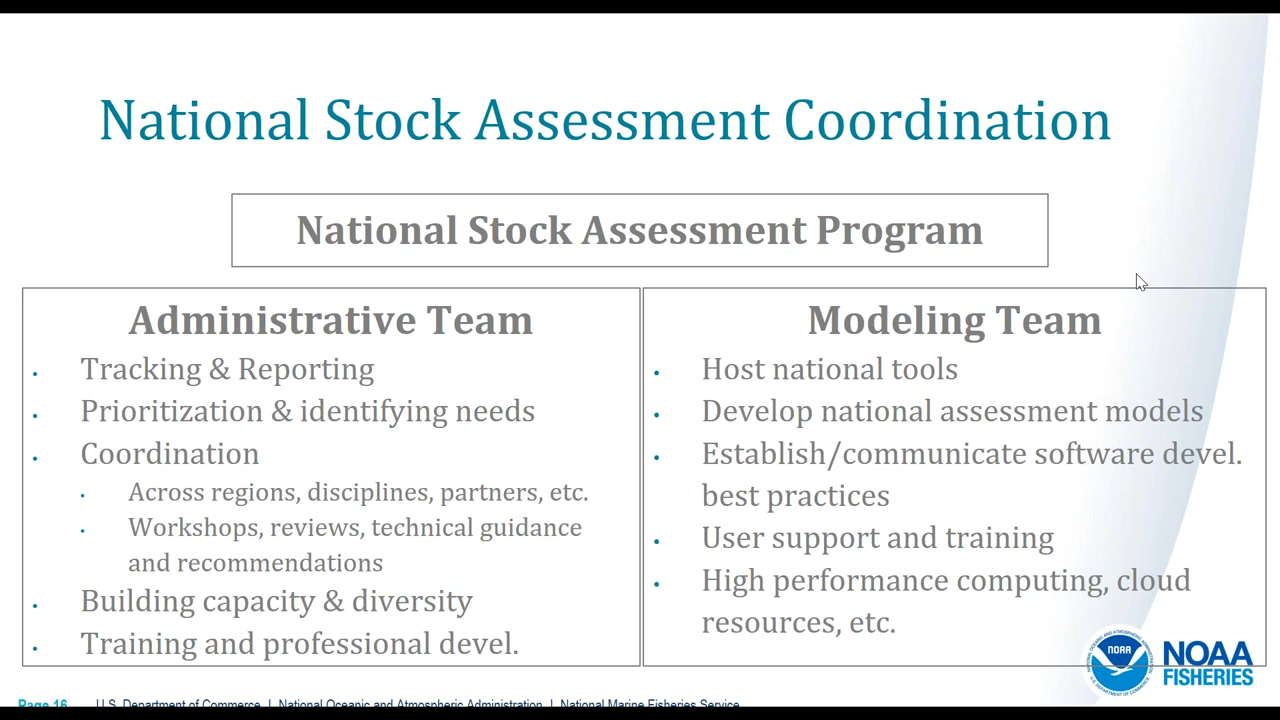 National Stock Assessment Coordination
National Stock Assessment Program
Administrative Team
Tracking & Reporting
Prioritization & identifying needs
Coordination
Across regions, disciplines, partners, etc.
Workshops, reviews, technical guidance
and recommendations
Building capacity & diversity
Training and professional devel.
Modeling Team
Host national tools
Develop national assessment models
Establish/communicate software devel.
best practices
User support and training
High performance computing, cloud
resources, etc.
NOAA
NOAA
FISHERIES
Page 16 U.S. Department of Commerce | National Oceanic and Atmospheric Administration | National Marine Fisheries Service